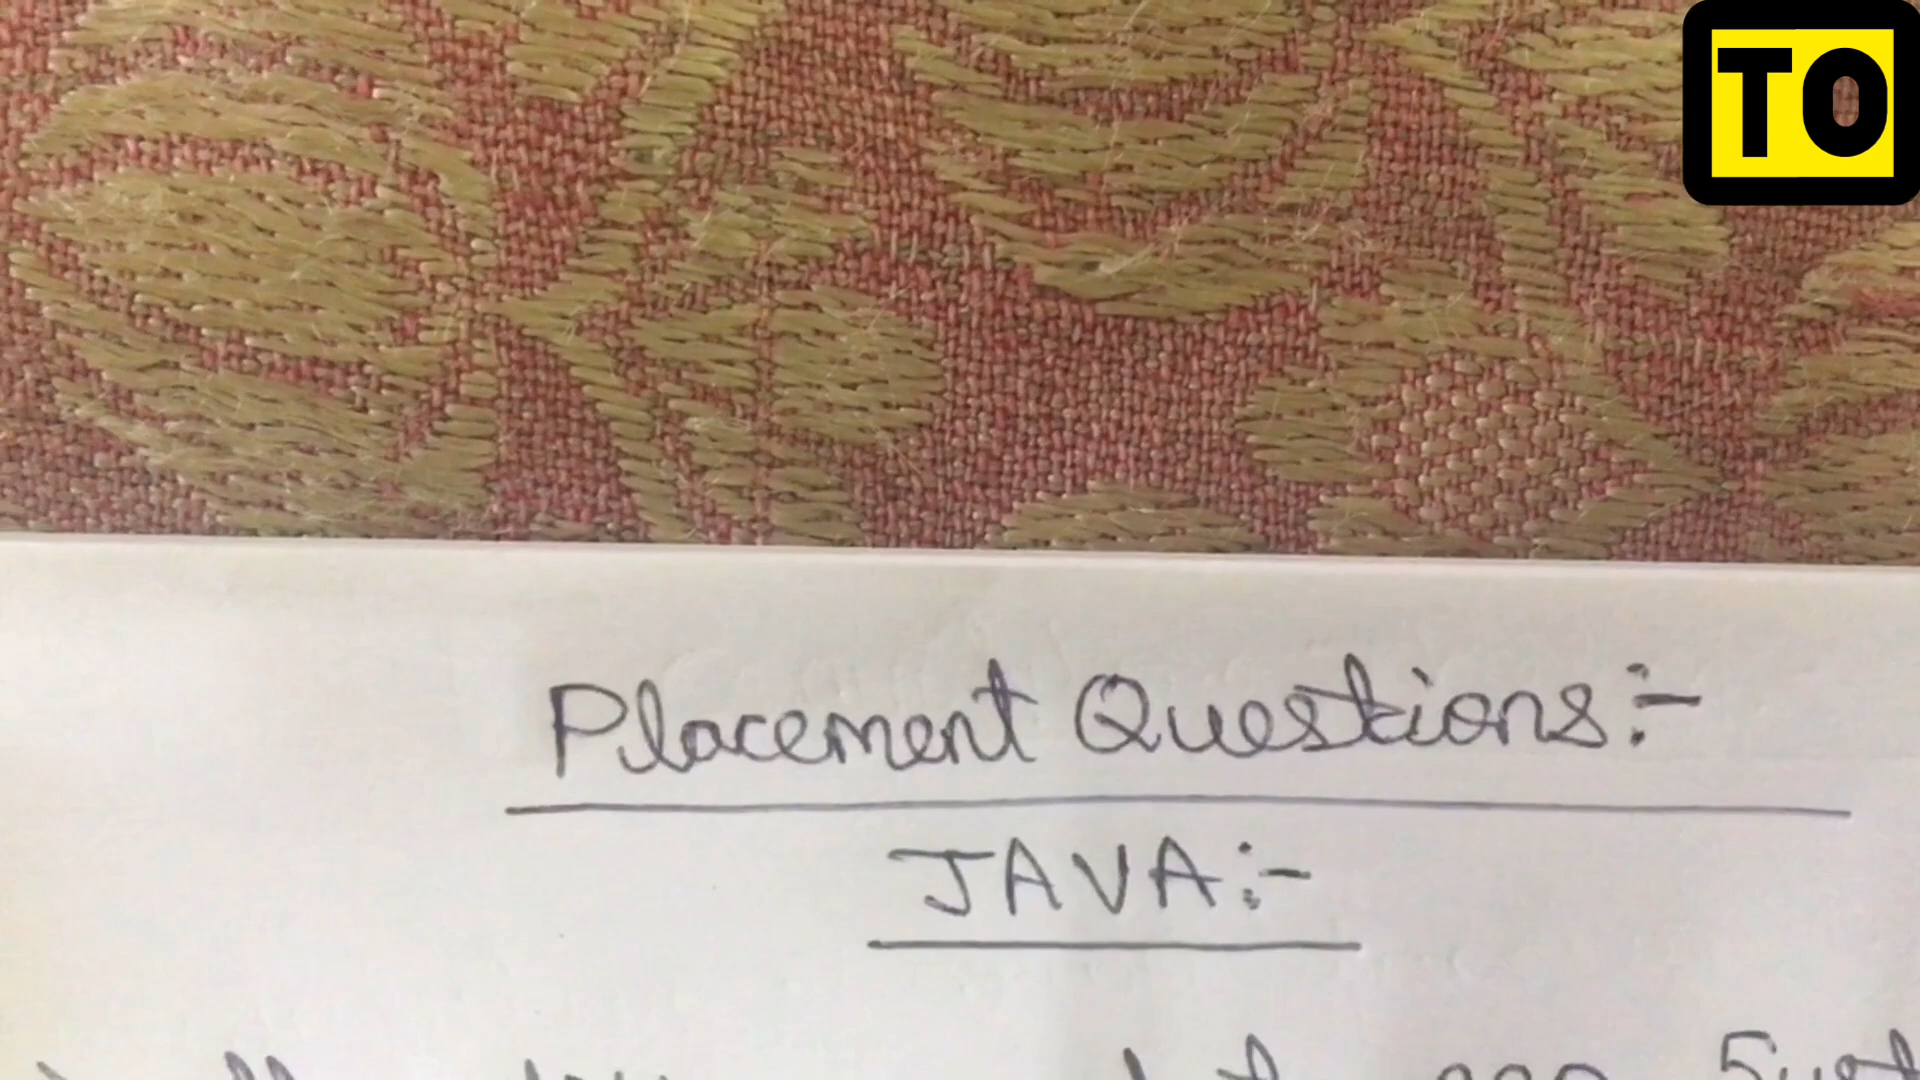 TO
Placement Questions:-
JAVA:-